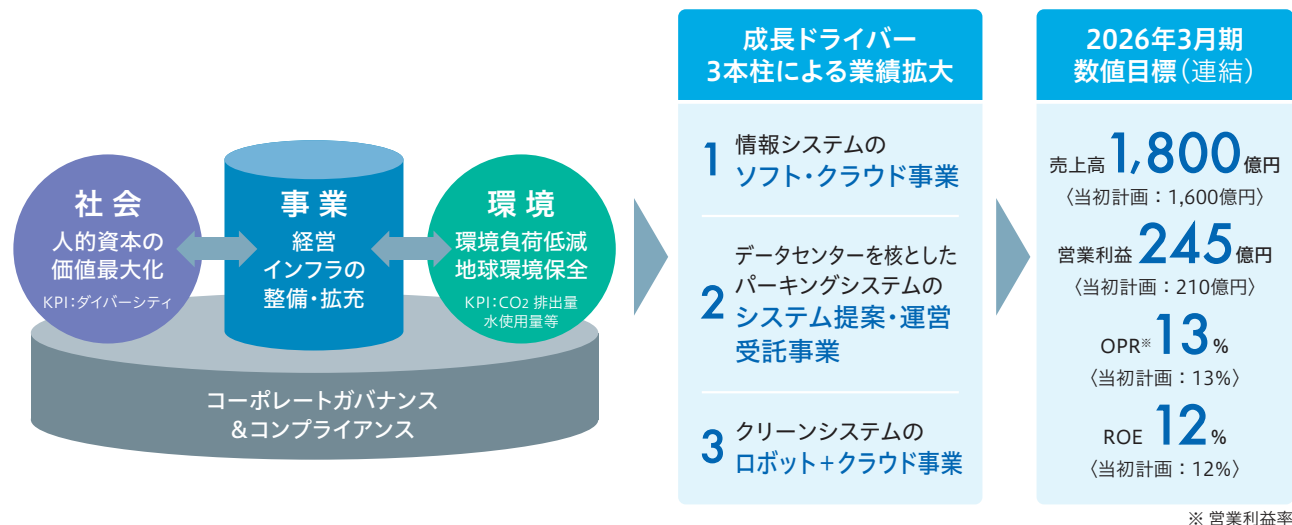 社会
人的資本の
価値最大化
KPI：ダイバーシティ
事業
経営
インフラの
整備・拡充
環境
環境負荷低減
地球環境保全
KPI：CO2 排出量
水使用量等
コーポレートガバナンス
＆コンプライアンス
成長ドライバー
3本柱による業績拡大
1 情報システムの
ソフト・クラウド事業
2 データセンターを核とした
パーキングシステムの
システム提案・運営
受託事業
3 クリーンシステムの
ロボット＋クラウド事業
2026年3月期
数値目標（連結）
売上高 1,800 億円
〈当初計画：1,600億円〉
営業利益 245 億円
〈当初計画：210億円〉
OPR※ 13 %
〈当初計画：13%〉
ROE 12 %
〈当初計画：12%〉
※ 営業利益率